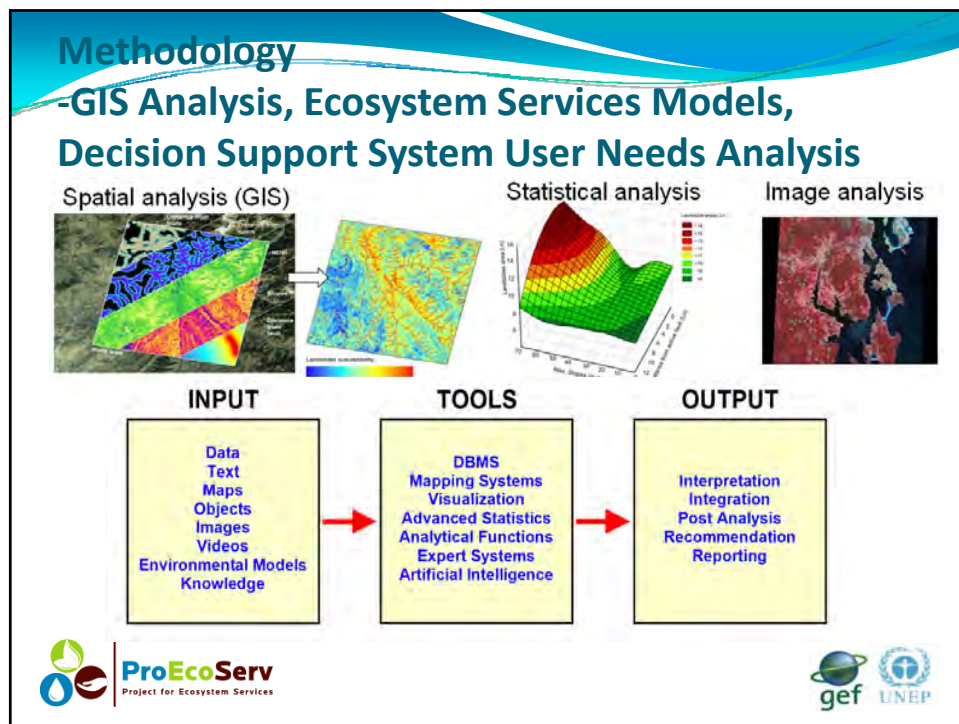 Methodology
-GIS Analysis, Ecosystem Services Models,
Decision Support System User Needs Analysis
Spatial analysis (GIS)
Statistical analysis
Image analysis
INPUT
Data
Text
Maps
Objects
Images
Videos
Environmental Models
Knowledge
TOOLS
DBMS
Mapping Systems
Visualization
Advanced Statistics
Analytical Functions
Expert Systems
Artificial Intelligence
OUTPUT
Interpretation
Integration
Post Analysis
Recommendation
Reporting
ProEcoServ
Project for Ecosystem Services
gef
UNEP